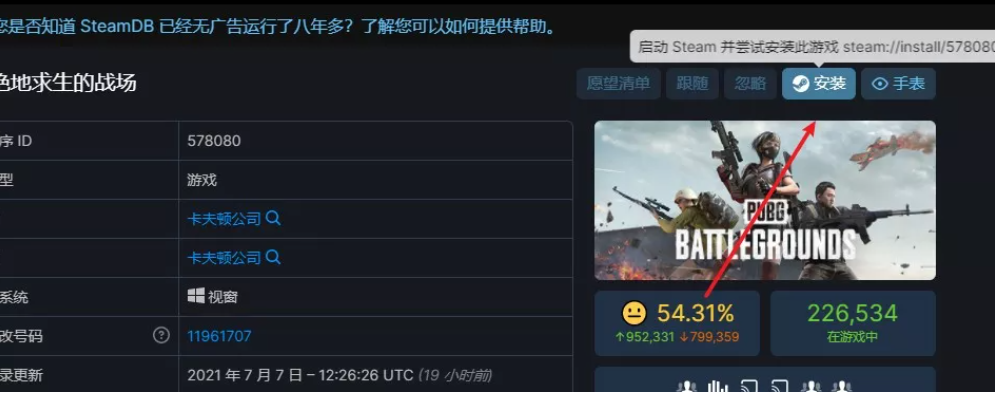 您是否知道 SteamDB 已经无广告运行了八年多？了解您可以如何提供帮助。
启动 Steam 并尝试安装此游戏 steam://install/578080
绝地求生的战场
愿望清单 跟随 忽略 安装 手表
序 ID 578080
型 游戏
卡夫顿公司
卡夫顿公司
系统 视窗
改号码 11961707
录更新 2021 年 7 月 7 日 – 12:26:26 UTC (19 小时前)
PUBG
BATTLEGROUNDS
54.31%
↑952,331 ↓799,359
226,534
在游戏中